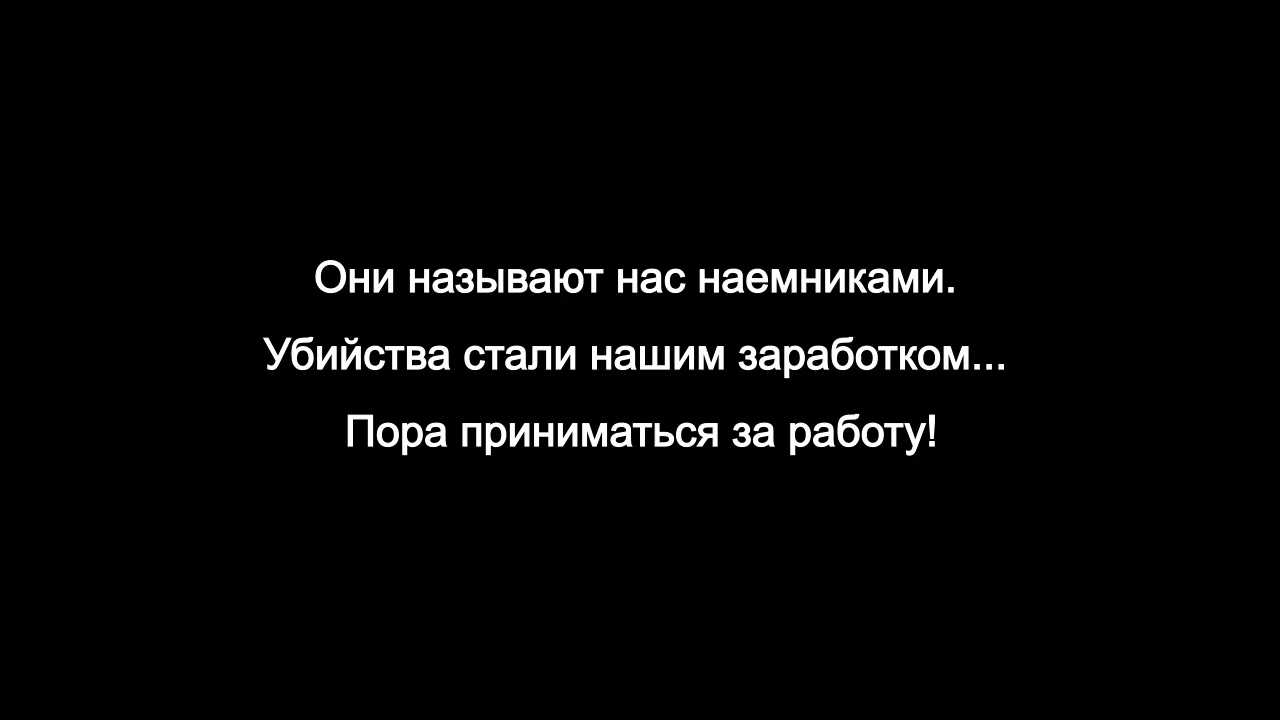 Они называют нас наемниками.
Убийства стали нашим заработком...
Пора приниматься за работу!